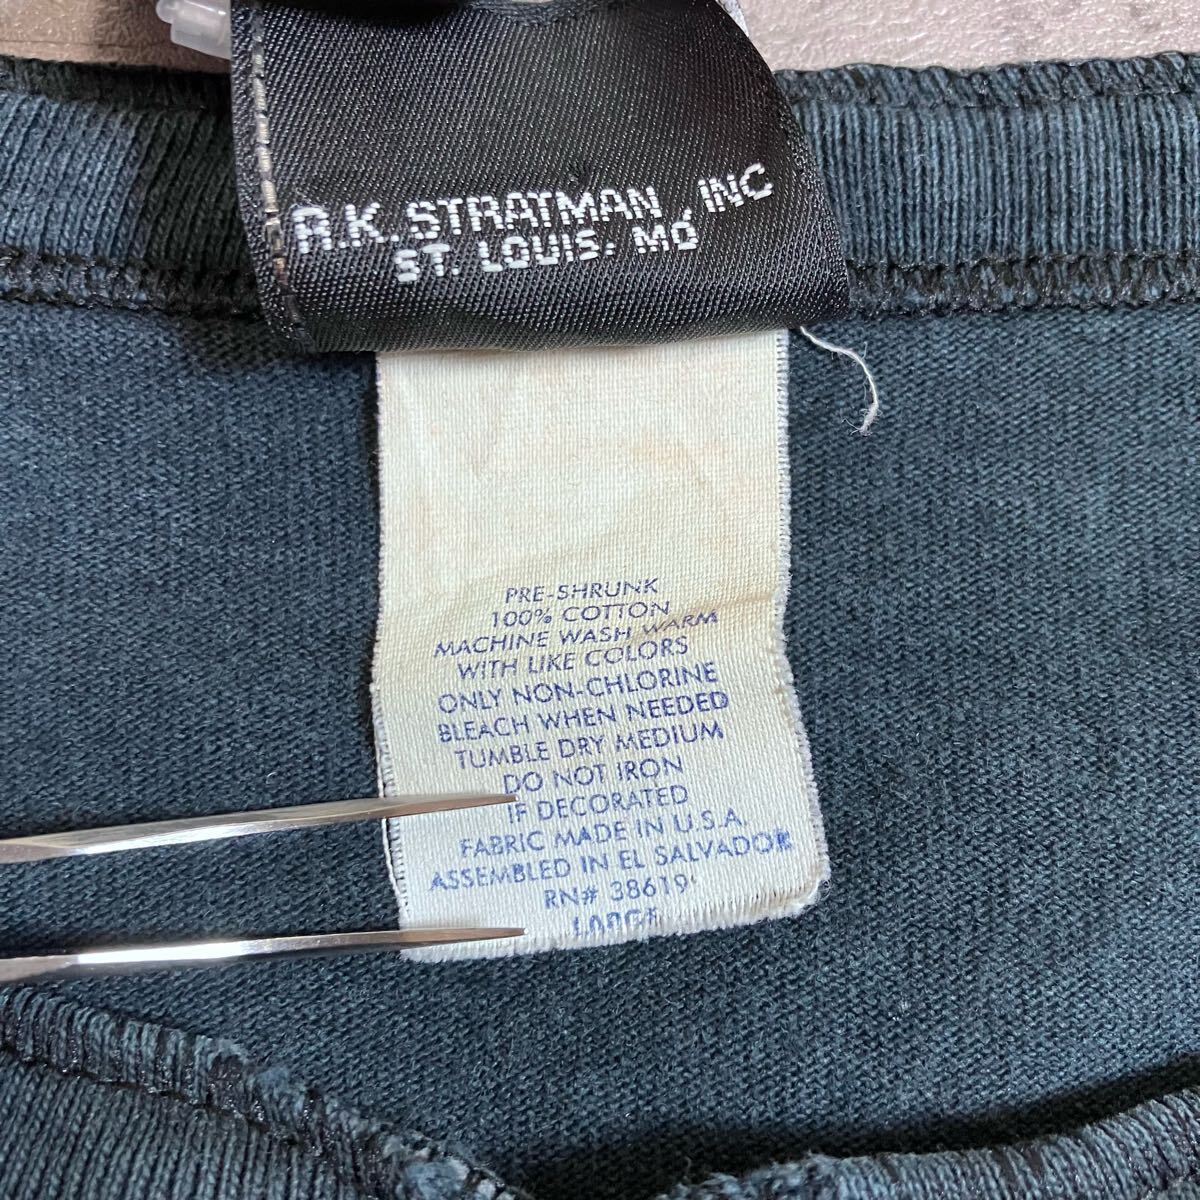 R.K. STRATMAN, INC
ST. LOUIS, MO
PRE-SHRUNK
100% COTTON
MACHINE WASH WARM
WITH LIKE COLORS
ONLY NON-CHLORINE
BLEACH WHEN NEEDED
TUMBLE DRY MEDIUM
DO NOT IRON
IF DECORATED
FABRIC MADE IN U.S.A
ASSEMBLED IN EL SALVADOR
RN# 38619
LARGE